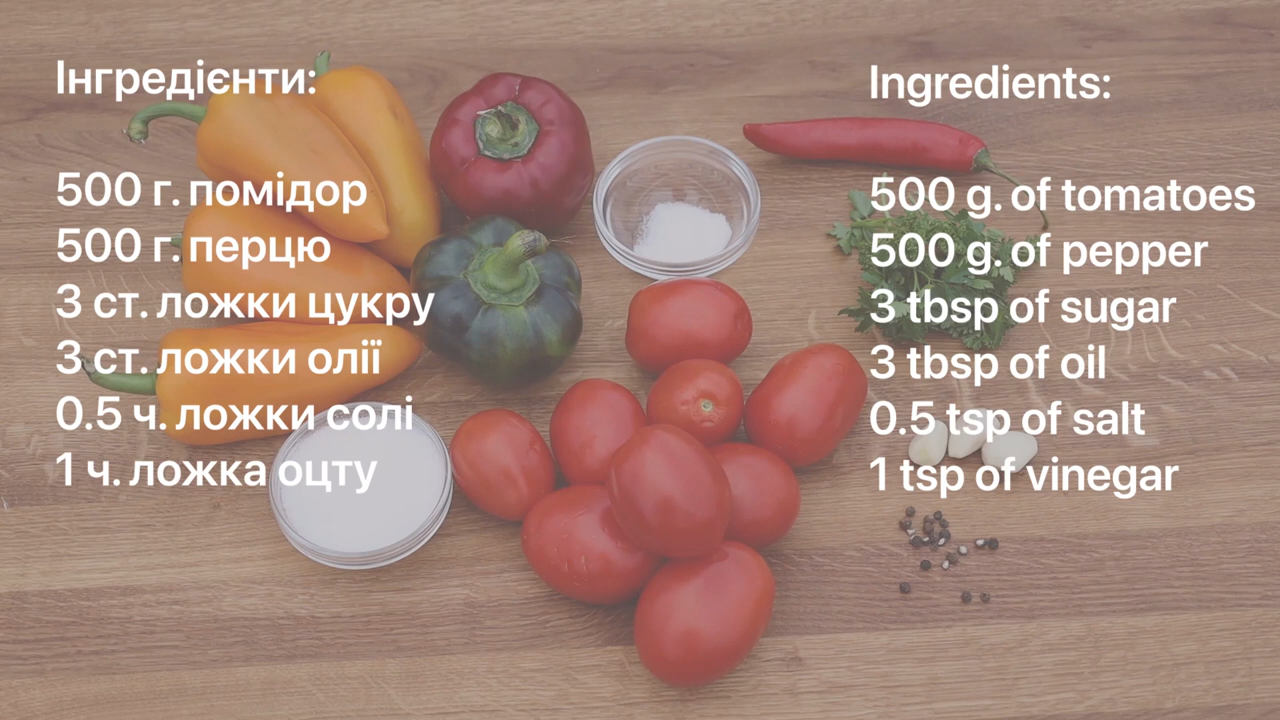 Інгредієнти:
500 г. помідор
500 г. перцю
3 ст. ложки цукру
3 ст. ложки олії
0.5 ч. ложки солі
1 ч. ложка оцту
Ingredients:
500 g. of tomatoes
500 g. of pepper
3 tbsp of sugar
3 tbsp of oil
0.5 tsp of salt
1 tsp of vinegar